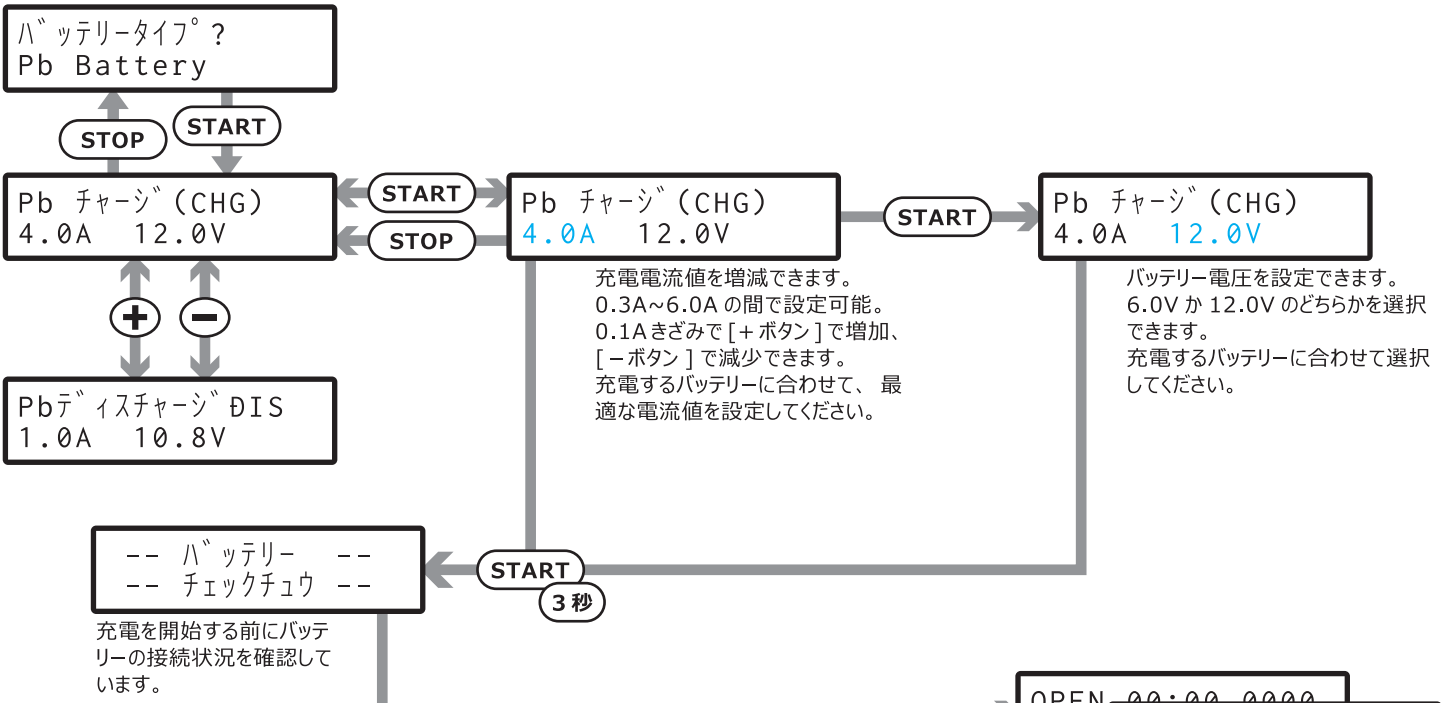 バッテリータイプ?
Pb Battery
STOP
START
Pb チャージ(CHG)
4.0A 12.0V
START
STOP
Pb チャージ(CHG)
4.0A 12.0V
START
Pb チャージ(CHG)
4.0A 12.0V
充電電流値を増減できます。
0.3A~6.0A の間で設定可能。
0.1A きざみで [+ ボタン ] で増加、
[ −ボタン ] で減少できます。
充電するバッテリーに合わせて、 最
適な電流値を設定してください。
バッテリー電圧を設定できます。
6.0V か 12.0V のどちらかを選択
できます。
充電するバッテリーに合わせて選択
してください。
+
−
Pbディスチャージ ÐIS
1.0A 10.8V
-- バッテリー --
-- チェックチュウ --
START
3 秒
充電を開始する前にバッテ
リーの接続状況を確認して
います。
OPEN 00:00 0000